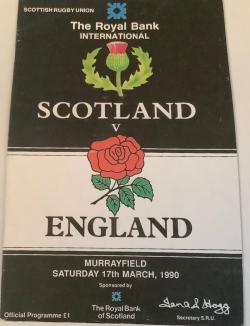 SCOTTISH RUGBY UNION
The Royal Bank
INTERNATIONAL
SCOTLAND
V
ENGLAND
MURRAYFIELD
SATURDAY 17th MARCH, 1990
Sponsored by
The Royal Bank
of Scotland
Official Programme £1
Secretary S.R.U.